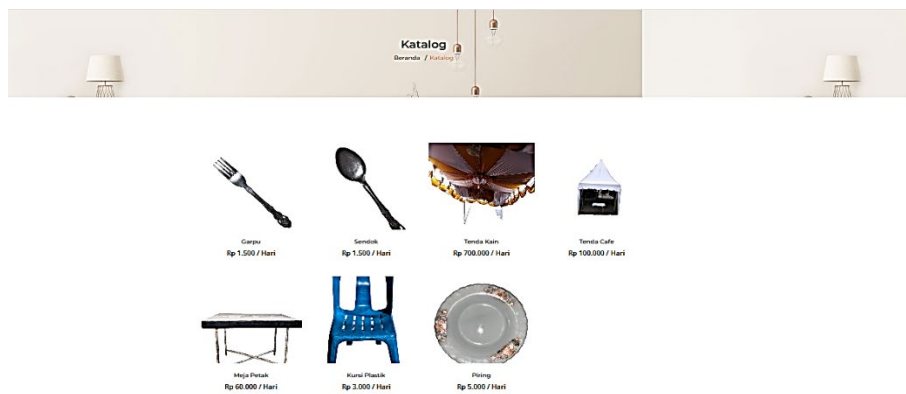 Katalog
Beranda / Katalog
Garpu
Rp 1.500 / Hari
Sendok
Rp 1.500 / Hari
Tenda Kain
Rp 700.000 / Hari
Tenda Cafe
Rp 100.000 / Hari
Meja Petak
Rp 60.000 / Hari
Kursi Plastik
Rp 3.000 / Hari
Piring
Rp 5.000 / Hari